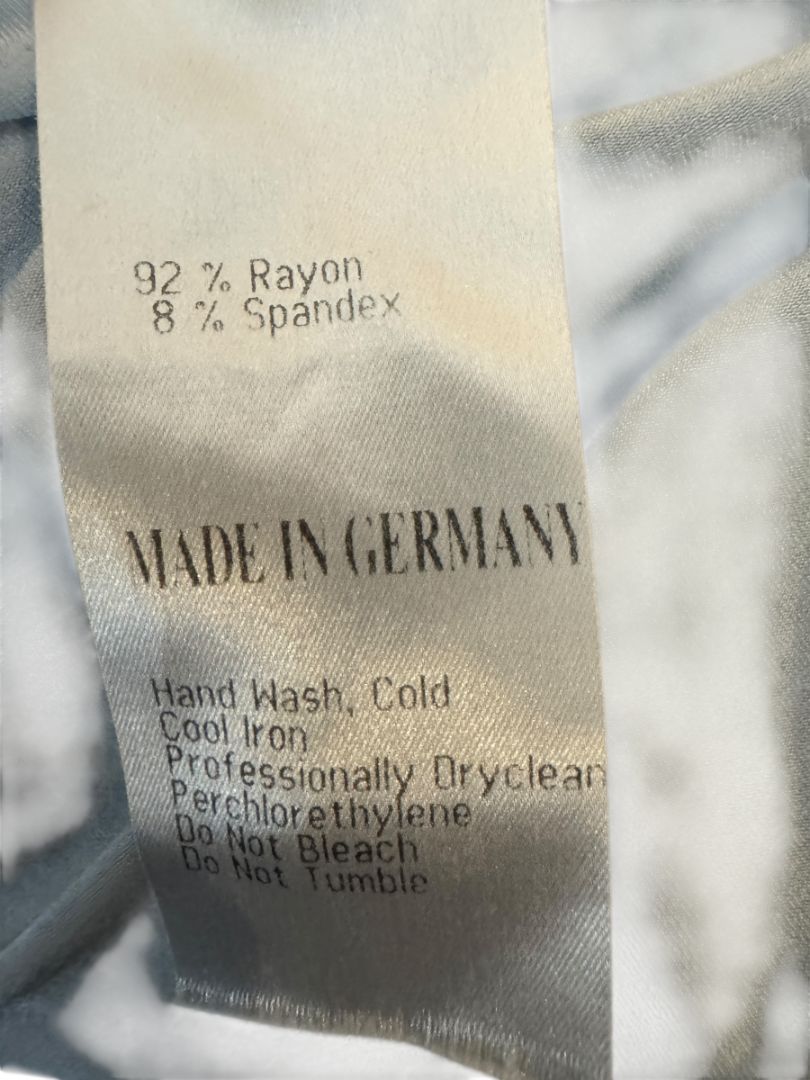 92 % Rayon
8 % Spandex
MADE IN GERMANY
Hand Wash, Cold
Cool Iron
Professionally Dryclean
Perchlorethylene
Do Not Bleach
Do Not Tumble